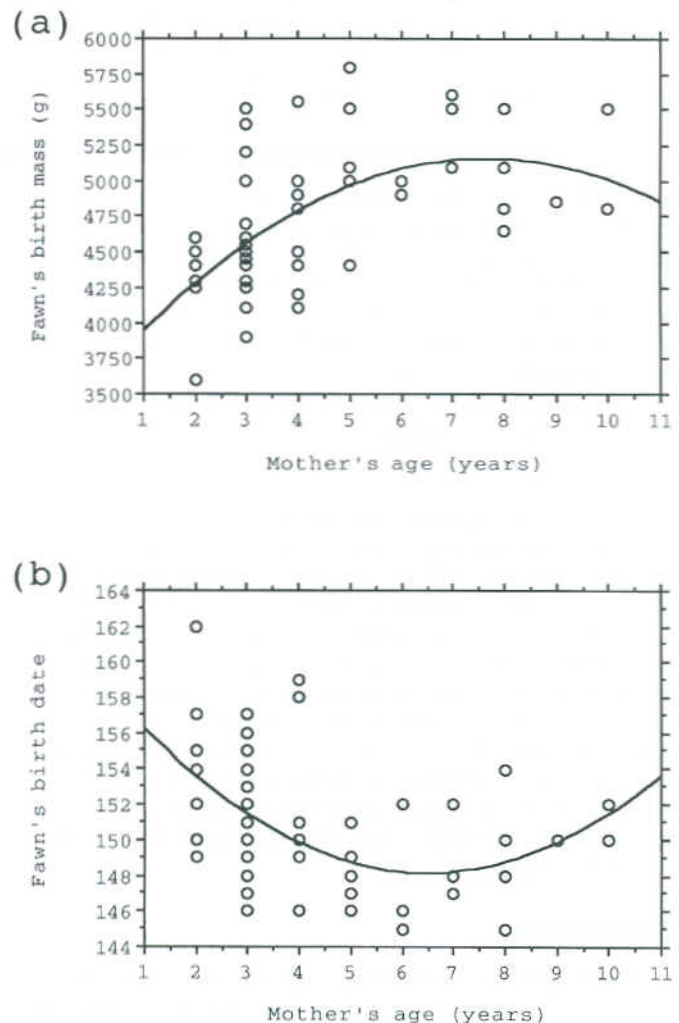 (a)
6000
5750
5500
5250
5000
4750
4500
4250
4000
3750
3500
Fawn's birth mass (g)
1 2 3 4 5 6 7 8 9 10 11
Mother's age (years)
(b)
164
162
160
158
156
154
152
150
148
146
144
Fawn's birth date
1 2 3 4 5 6 7 8 9 10 11
Mother's age (years)